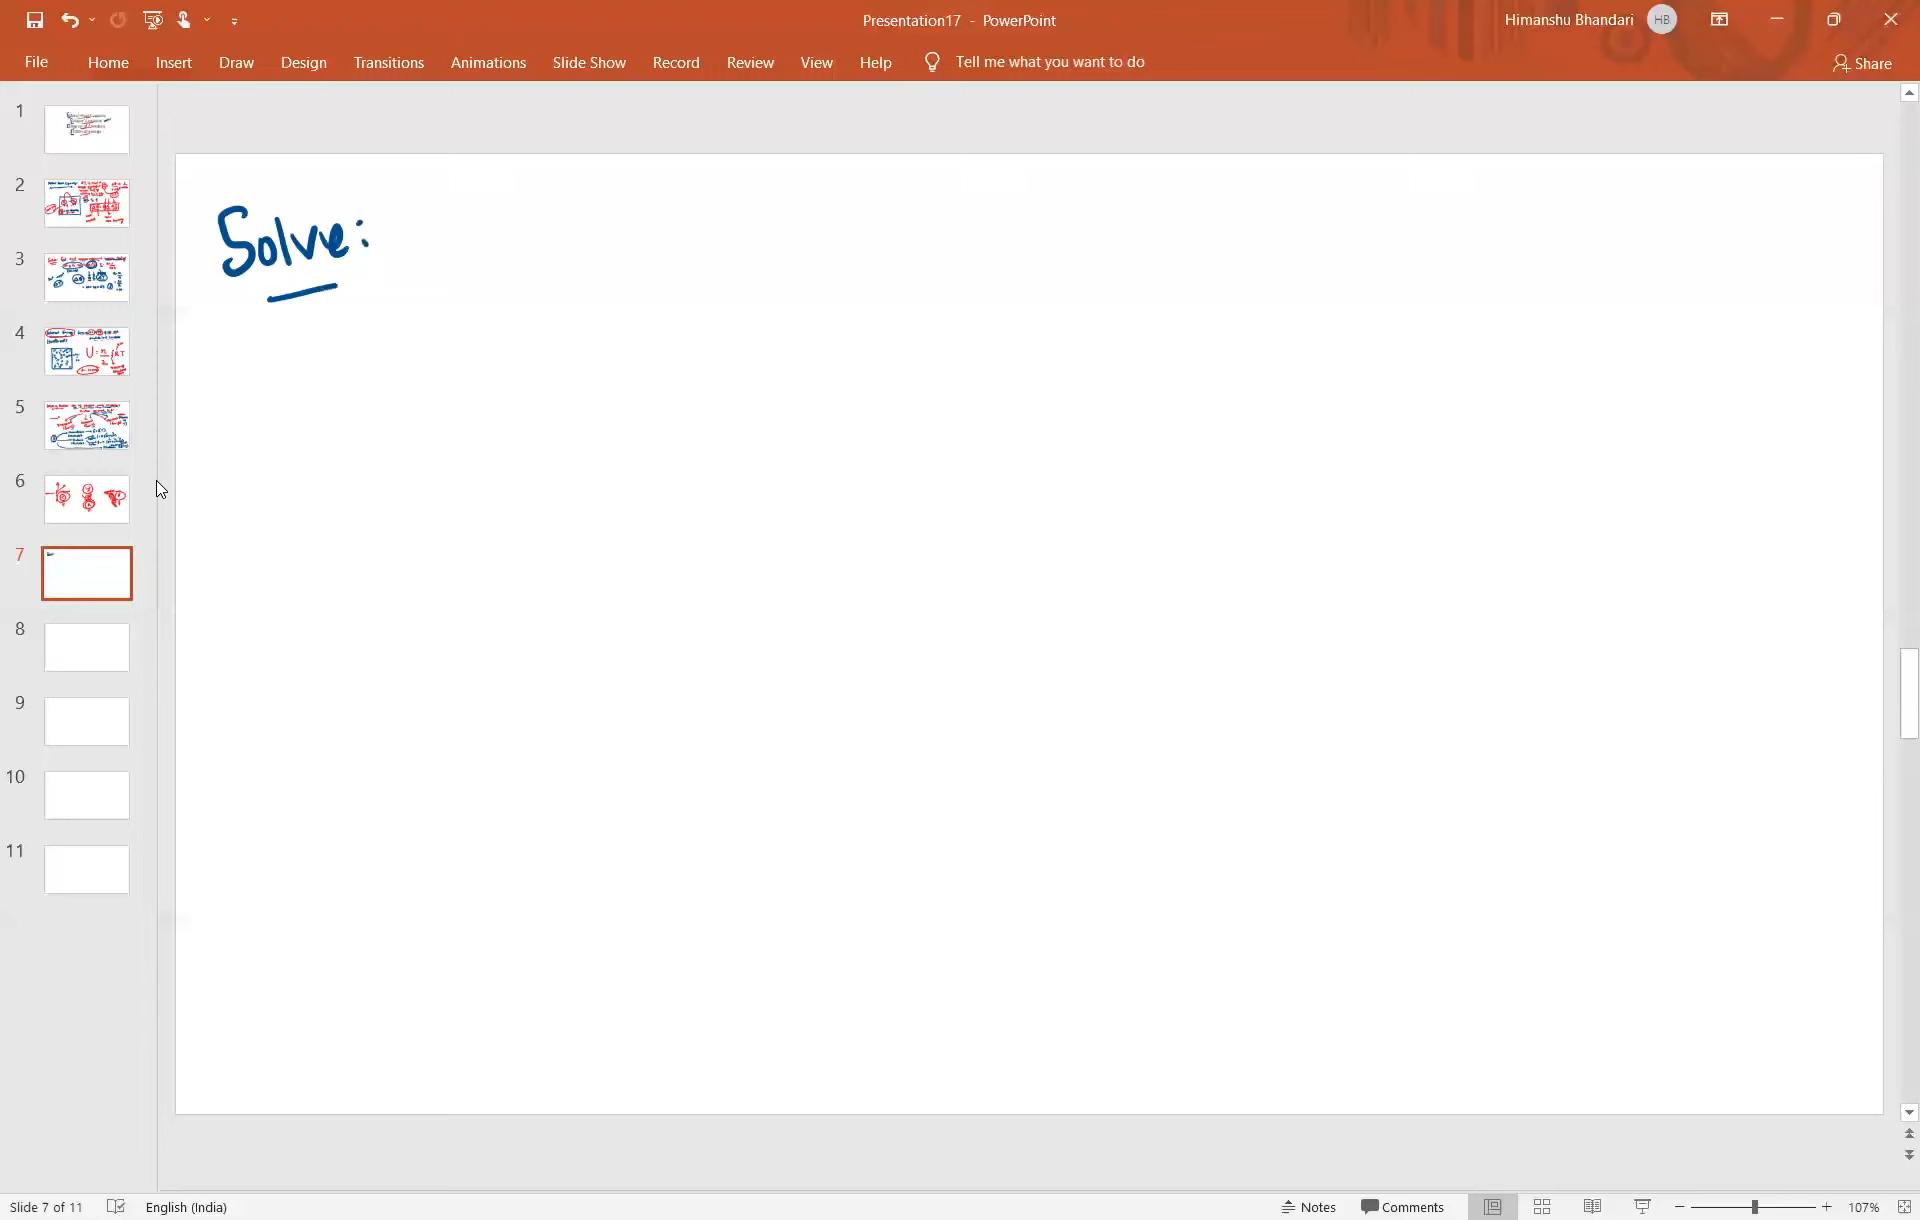 Presentation17 - PowerPoint
Himanshu Bhandari HB
File Home Insert Draw Design Transitions Animations Slide Show Record Review View Help Tell me what you want to do Share
1
2
3
4
5
6
7
8
9
10
11
Solve:
Slide 7 of 11 English (India) Notes Comments 107%